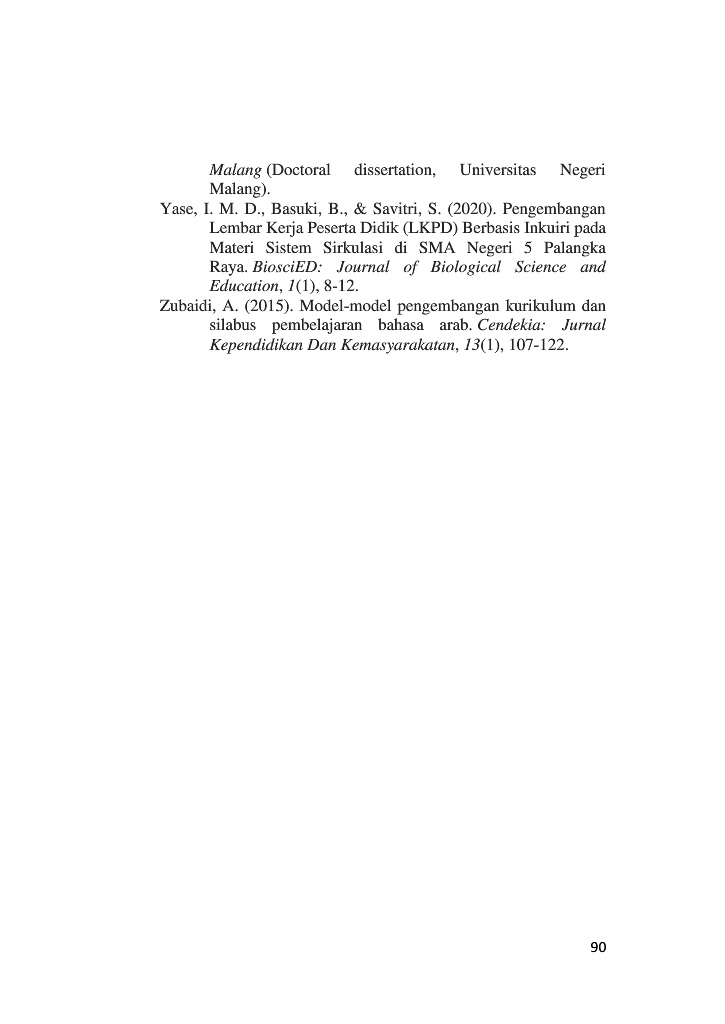 Malang (Doctoral dissertation, Universitas Negeri
Malang).
Yase, I. M. D., Basuki, B., & Savitri, S. (2020). Pengembangan
Lembar Kerja Peserta Didik (LKPD) Berbasis Inkuiri pada
Materi Sistem Sirkulasi di SMA Negeri 5 Palangka
Raya. BiosciED: Journal of Biological Science and
Education, 1(1), 8-12.
Zubaidi, A. (2015). Model-model pengembangan kurikulum dan
silabus pembelajaran bahasa arab. Cendekia: Jurnal
Kependidikan Dan Kemasyarakatan, 13(1), 107-122.
90